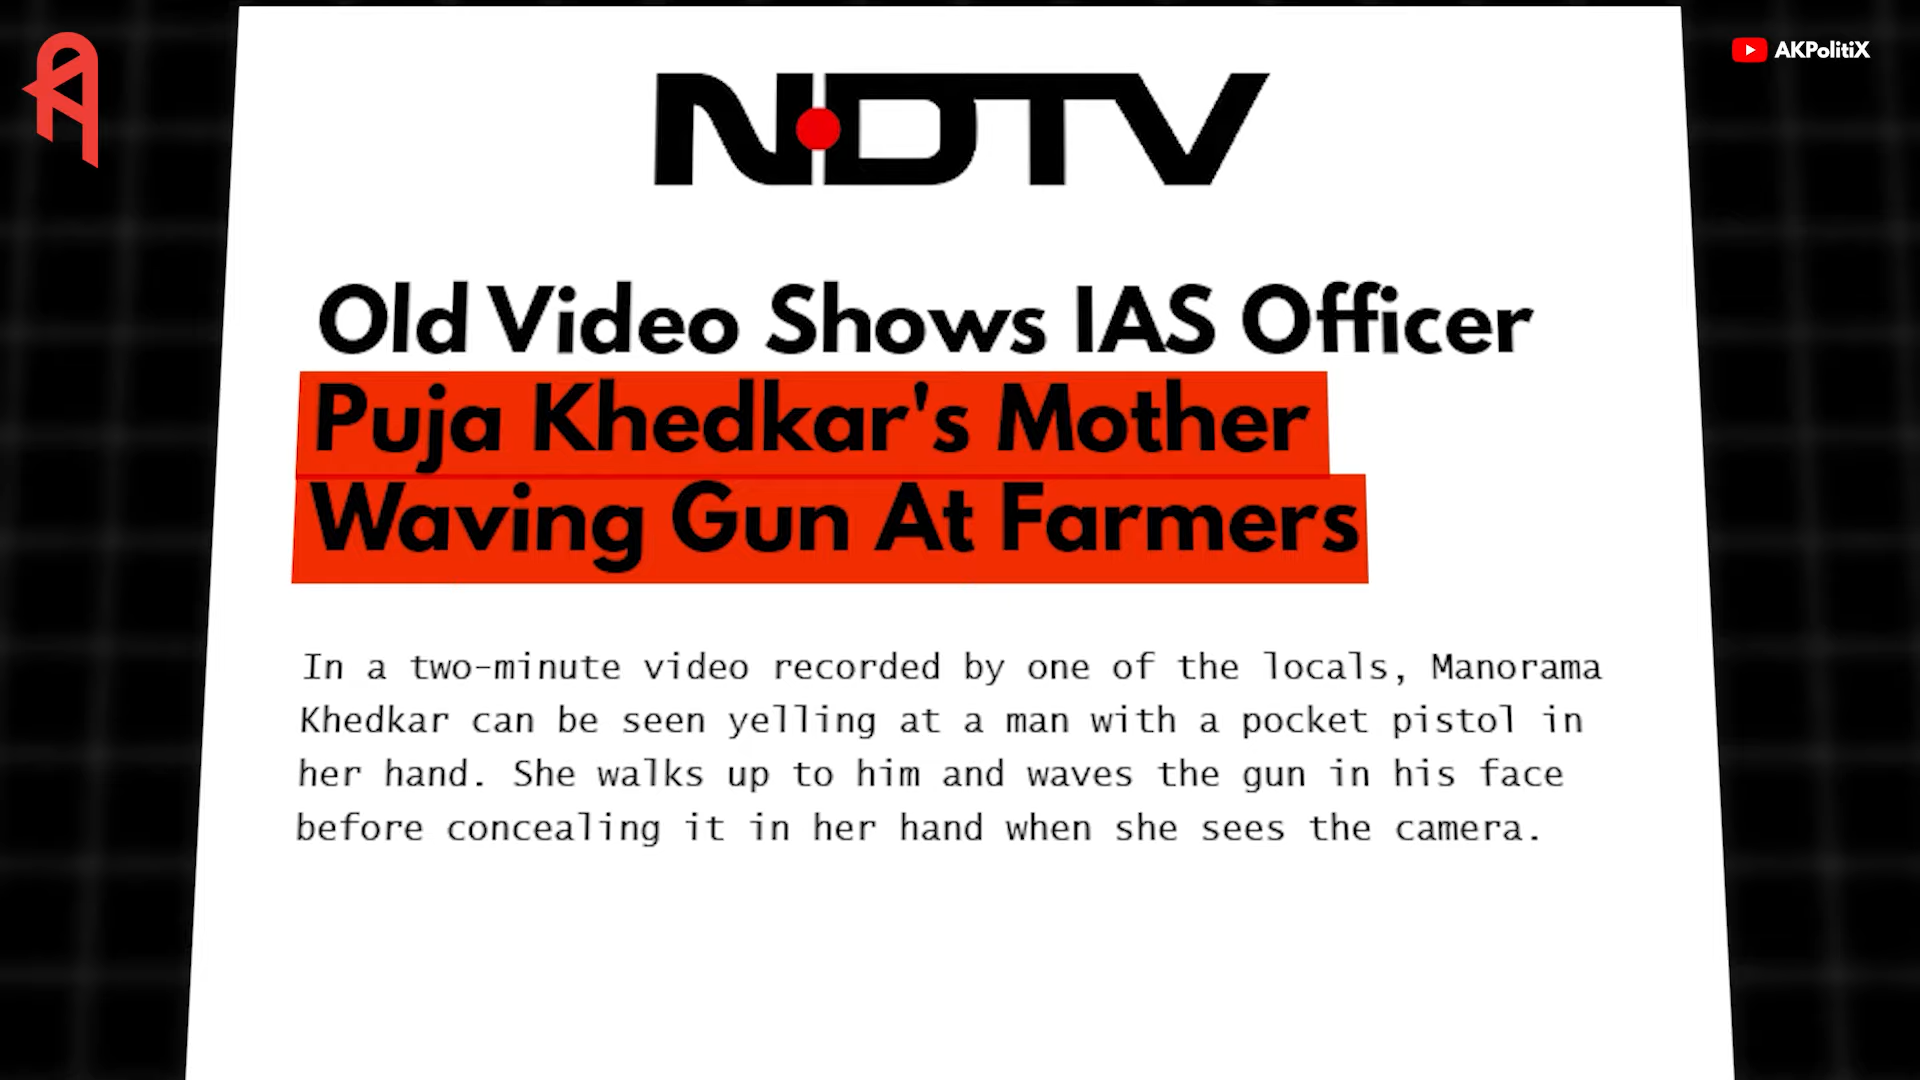 AKPolitiX
NDTV
Old Video Shows IAS Officer
Puja Khedkar's Mother
Waving Gun At Farmers
In a two-minute video recorded by one of the locals, Manorama
Khedkar can be seen yelling at a man with a pocket pistol in
her hand. She walks up to him and waves the gun in his face
before concealing it in her hand when she sees the camera.